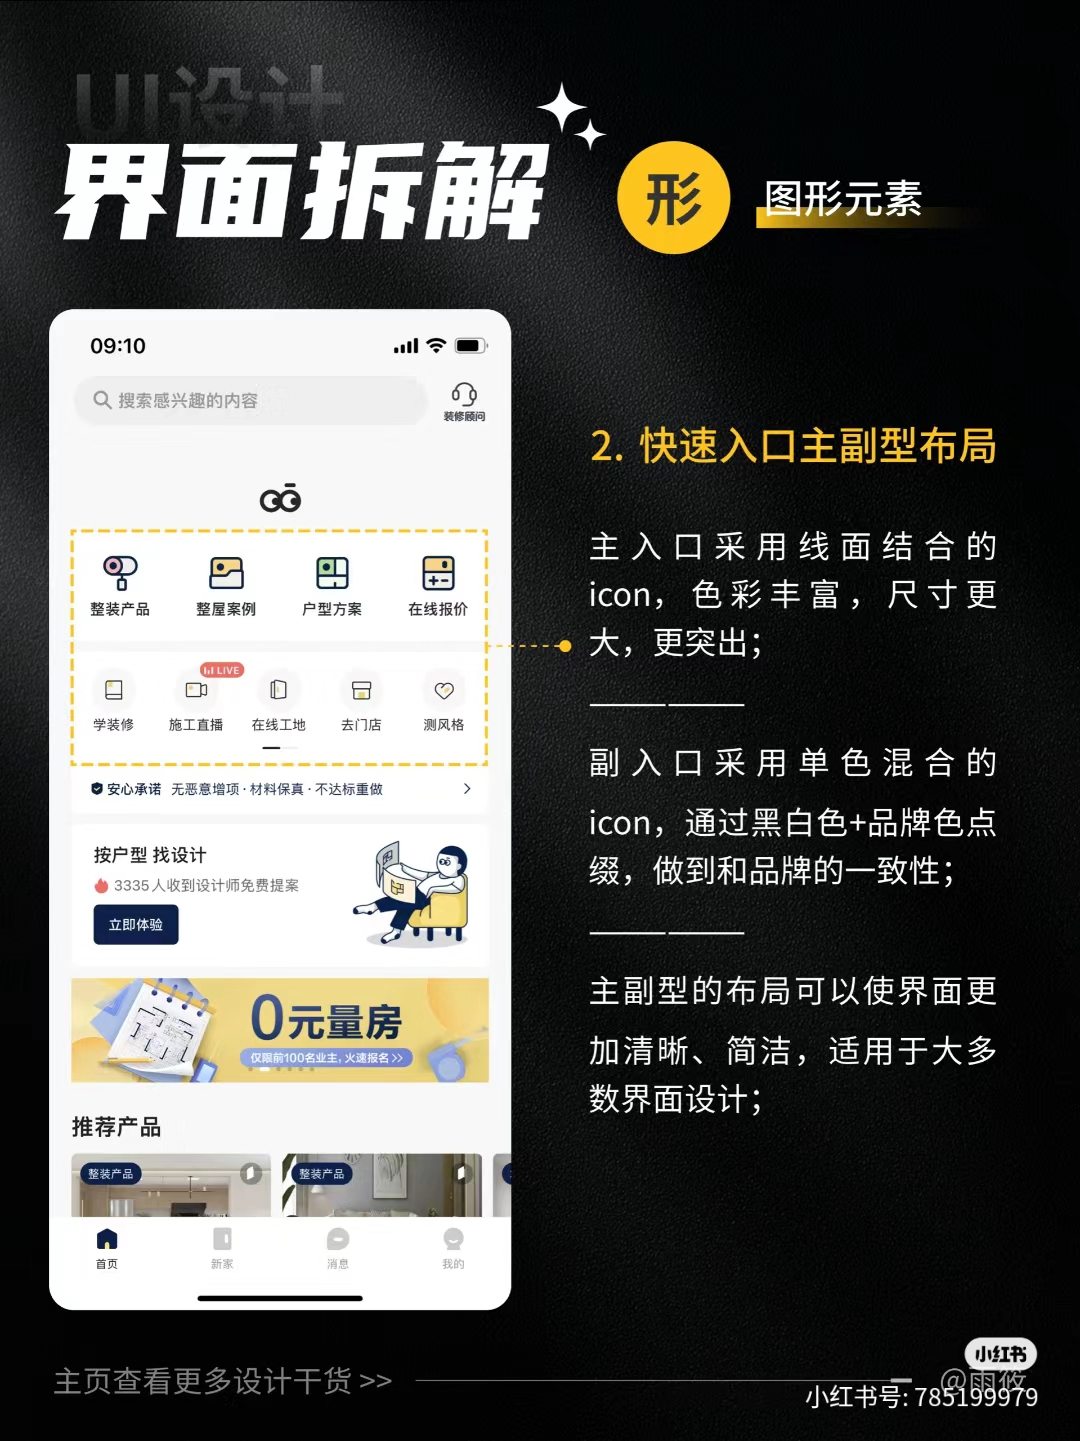 UI设计
界面拆解
形
图形元素
09:10
搜索感兴趣的内容
装修顾问
整装产品
整屋案例
户型方案
在线报价
LIVE
学装修
施工直播
在线工地
去门店
测风格
安心承诺 无恶意增项·材料保真·不达标重做
按户型 找设计
3335人收到设计师免费提案
立即体验
0元量房
仅限前100名业主，火速报名>>
推荐产品
整装产品
整装产品
首页
新家
消息
我的
2. 快速入口主副型布局
主入口采用线面结合的
icon，色彩丰富，尺寸更
大，更突出；
副入口采用单色混合的
icon，通过黑白色+品牌色点
缀，做到和品牌的一致性；
主副型的布局可以使界面更
加清晰、简洁，适用于大多
数界面设计；
主页查看更多设计干货 >>
小红书
@雨筱
小红书号: 785199979